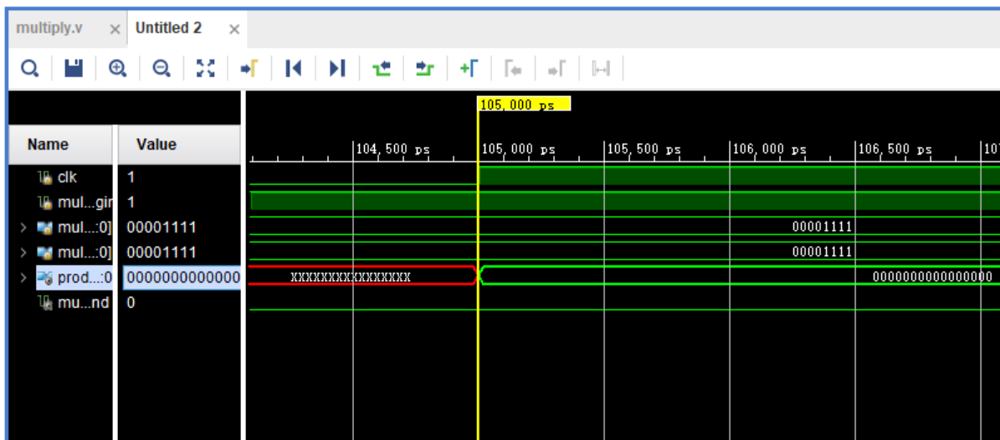 multiply.v × Untitled 2 ×
105,000 ps
Name Value
104,500 ps 105,000 ps 105,500 ps 106,000 ps 106,500 ps 107
clk 1
mul...gin 1
mul...:0] 00001111 00001111
mul...:0] 00001111 00001111
prod...:0 0000000000000 XXXXXXXXXXXXXXXX 0000000000000000
mu...nd 0